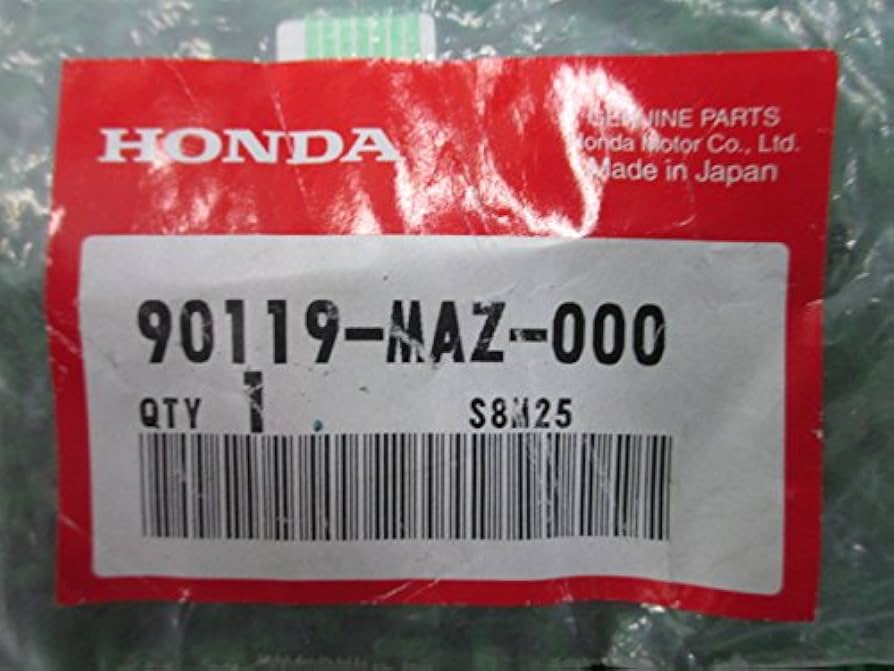 HONDA
GENUINE PARTS
Honda Motor Co., Ltd.
Made in Japan
90119-MAZ-000
QTY 1 S8M25